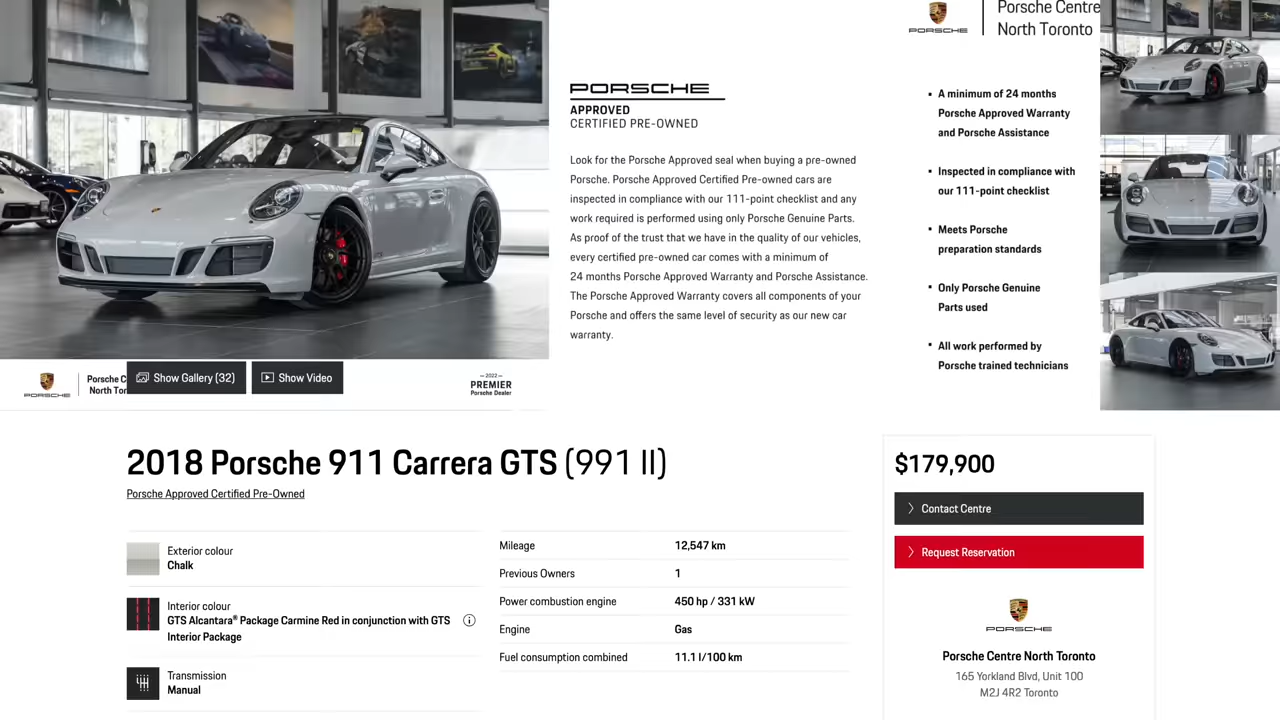 PORSCHE
APPROVED
CERTIFIED PRE-OWNED
Look for the Porsche Approved seal when buying a pre-owned
Porsche. Porsche Approved Certified Pre-owned cars are
inspected in compliance with our 111-point checklist and any
work required is performed using only Porsche Genuine Parts.
As proof of the trust that we have in the quality of our vehicles,
every certified pre-owned car comes with a minimum of
24 months Porsche Approved Warranty and Porsche Assistance.
The Porsche Approved Warranty covers all components of your
Porsche and offers the same level of security as our new car
warranty.
PORSCHE
Porsche Centre
North Toronto
▪ A minimum of 24 months
Porsche Approved Warranty
and Porsche Assistance
▪ Inspected in compliance with
our 111-point checklist
▪ Meets Porsche
preparation standards
▪ Only Porsche Genuine
Parts used
▪ All work performed by
Porsche trained technicians
PORSCHE
Porsche C
North Tor
Show Gallery (32)
Show Video
— 2022 —
PREMIER
Porsche Dealer
2018 Porsche 911 Carrera GTS (991 II)
Porsche Approved Certified Pre-Owned
Exterior colour
Chalk
Interior colour
GTS Alcantara® Package Carmine Red in conjunction with GTS
Interior Package
Transmission
Manual
Mileage 12,547 km
Previous Owners 1
Power combustion engine 450 hp / 331 kW
Engine Gas
Fuel consumption combined 11.1 l/100 km
$179,900
Contact Centre
Request Reservation
PORSCHE
Porsche Centre North Toronto
165 Yorkland Blvd, Unit 100
M2J 4R2 Toronto